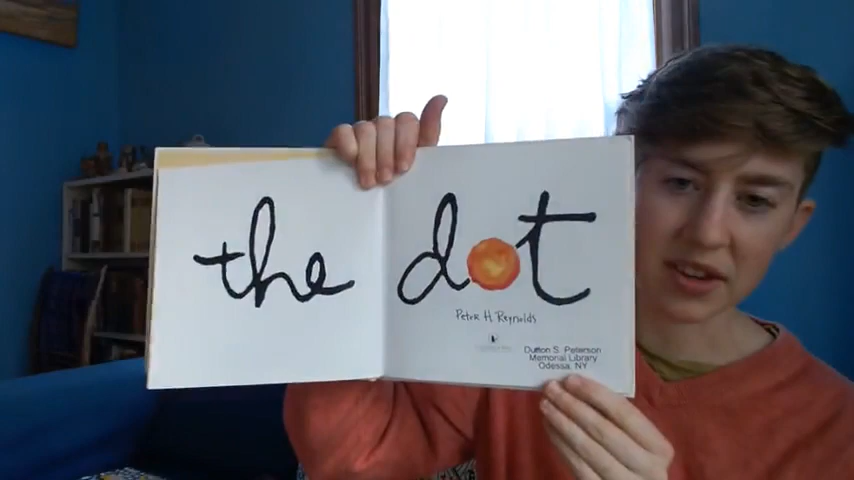 the dot
Peter H. Reynolds
Dutton S. Peterson
Memorial Library
Odessa, NY